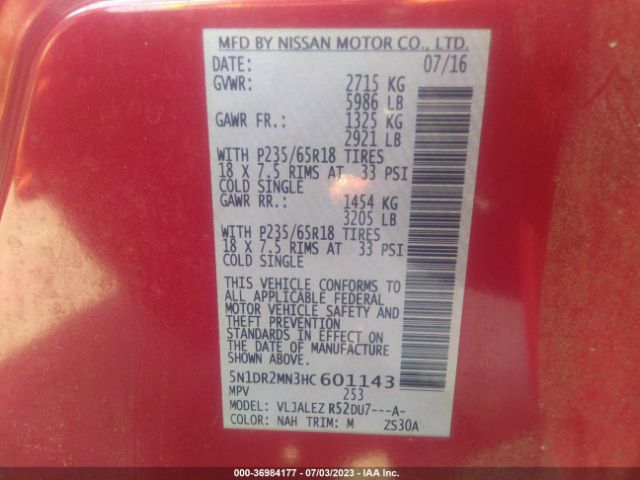 MFD BY NISSAN MOTOR CO., LTD.
DATE: 07/16
GVWR: 2715 KG
5986 LB
GAWR FR.: 1325 KG
2921 LB
WITH P235/65R18 TIRES
18 X 7.5 RIMS AT 33 PSI
COLD SINGLE
GAWR RR.: 1454 KG
3205 LB
WITH P235/65R18 TIRES
18 X 7.5 RIMS AT 33 PSI
COLD SINGLE
THIS VEHICLE CONFORMS TO
ALL APPLICABLE FEDERAL
MOTOR VEHICLE SAFETY AND
THEFT PREVENTION
STANDARDS IN EFFECT ON
THE DATE OF MANUFACTURE
SHOWN ABOVE.
5N1DR2MN3HC601143
MPV 253
MODEL: VLJALEZ R52DU7---A-
COLOR: NAH TRIM: M ZS30A
000-36984177 - 07/03/2023 - IAA Inc.